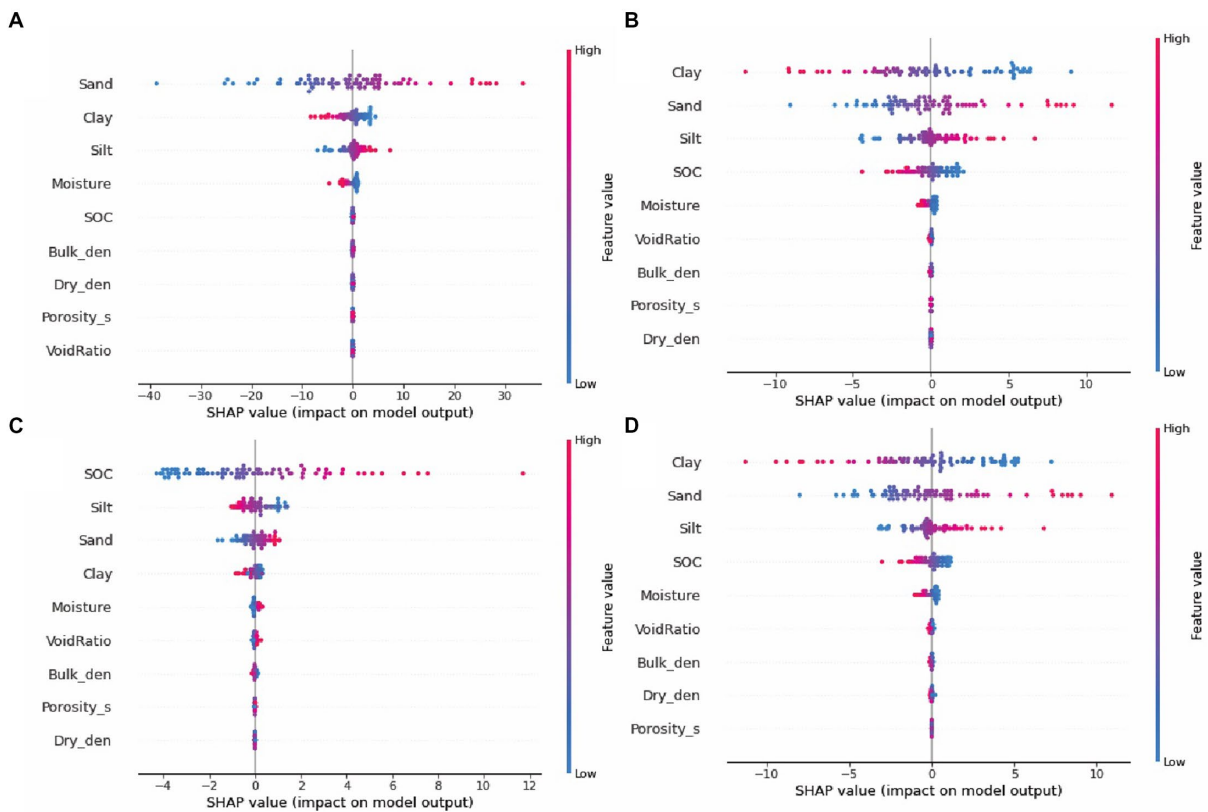 A
High
Sand
Clay
Silt
Moisture
SOC
Bulk_den
Dry_den
Porosity_s
VoidRatio
Feature value
Low
−40 −30 −20 −10 0 10 20 30
SHAP value (impact on model output)
B
High
Clay
Sand
Silt
SOC
Moisture
VoidRatio
Bulk_den
Porosity_s
Dry_den
Feature value
Low
−10 −5 0 5 10
SHAP value (impact on model output)
C
High
SOC
Silt
Sand
Clay
Moisture
VoidRatio
Bulk_den
Porosity_s
Dry_den
Feature value
Low
−4 −2 0 2 4 6 8 10 12
SHAP value (impact on model output)
D
High
Clay
Sand
Silt
SOC
Moisture
VoidRatio
Bulk_den
Dry_den
Porosity_s
Feature value
Low
−10 −5 0 5 10
SHAP value (impact on model output)